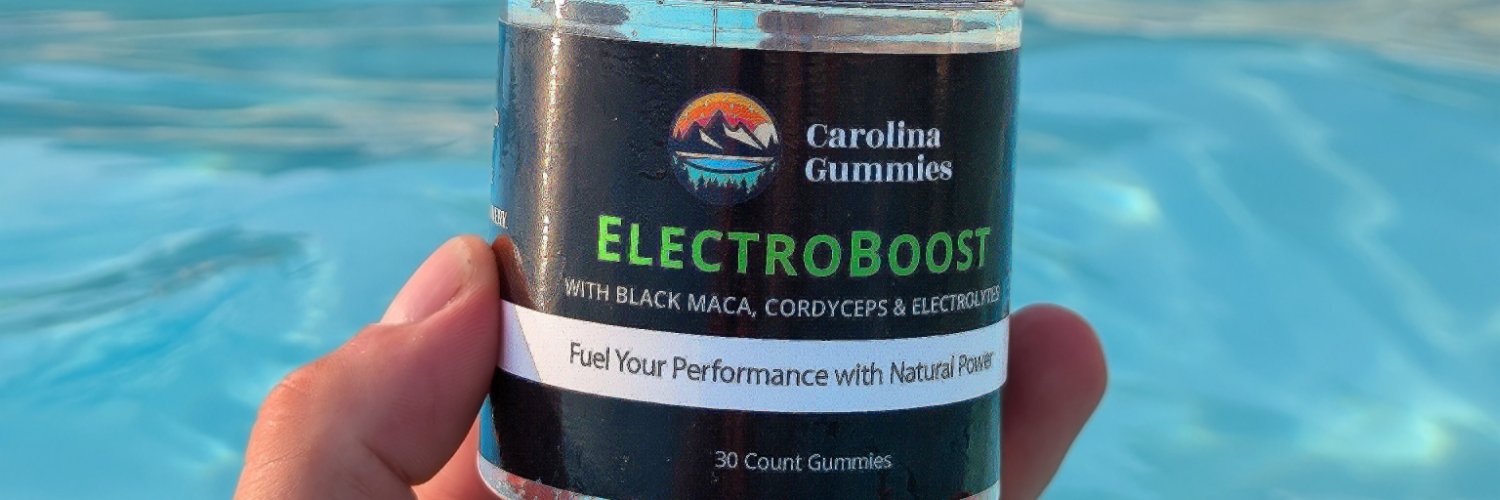 Carolina
Gummies
ELECTROBOOST
WITH BLACK MACA, CORDYCEPS & ELECTROLYTES
Fuel Your Performance with Natural Power
30 Count Gummies